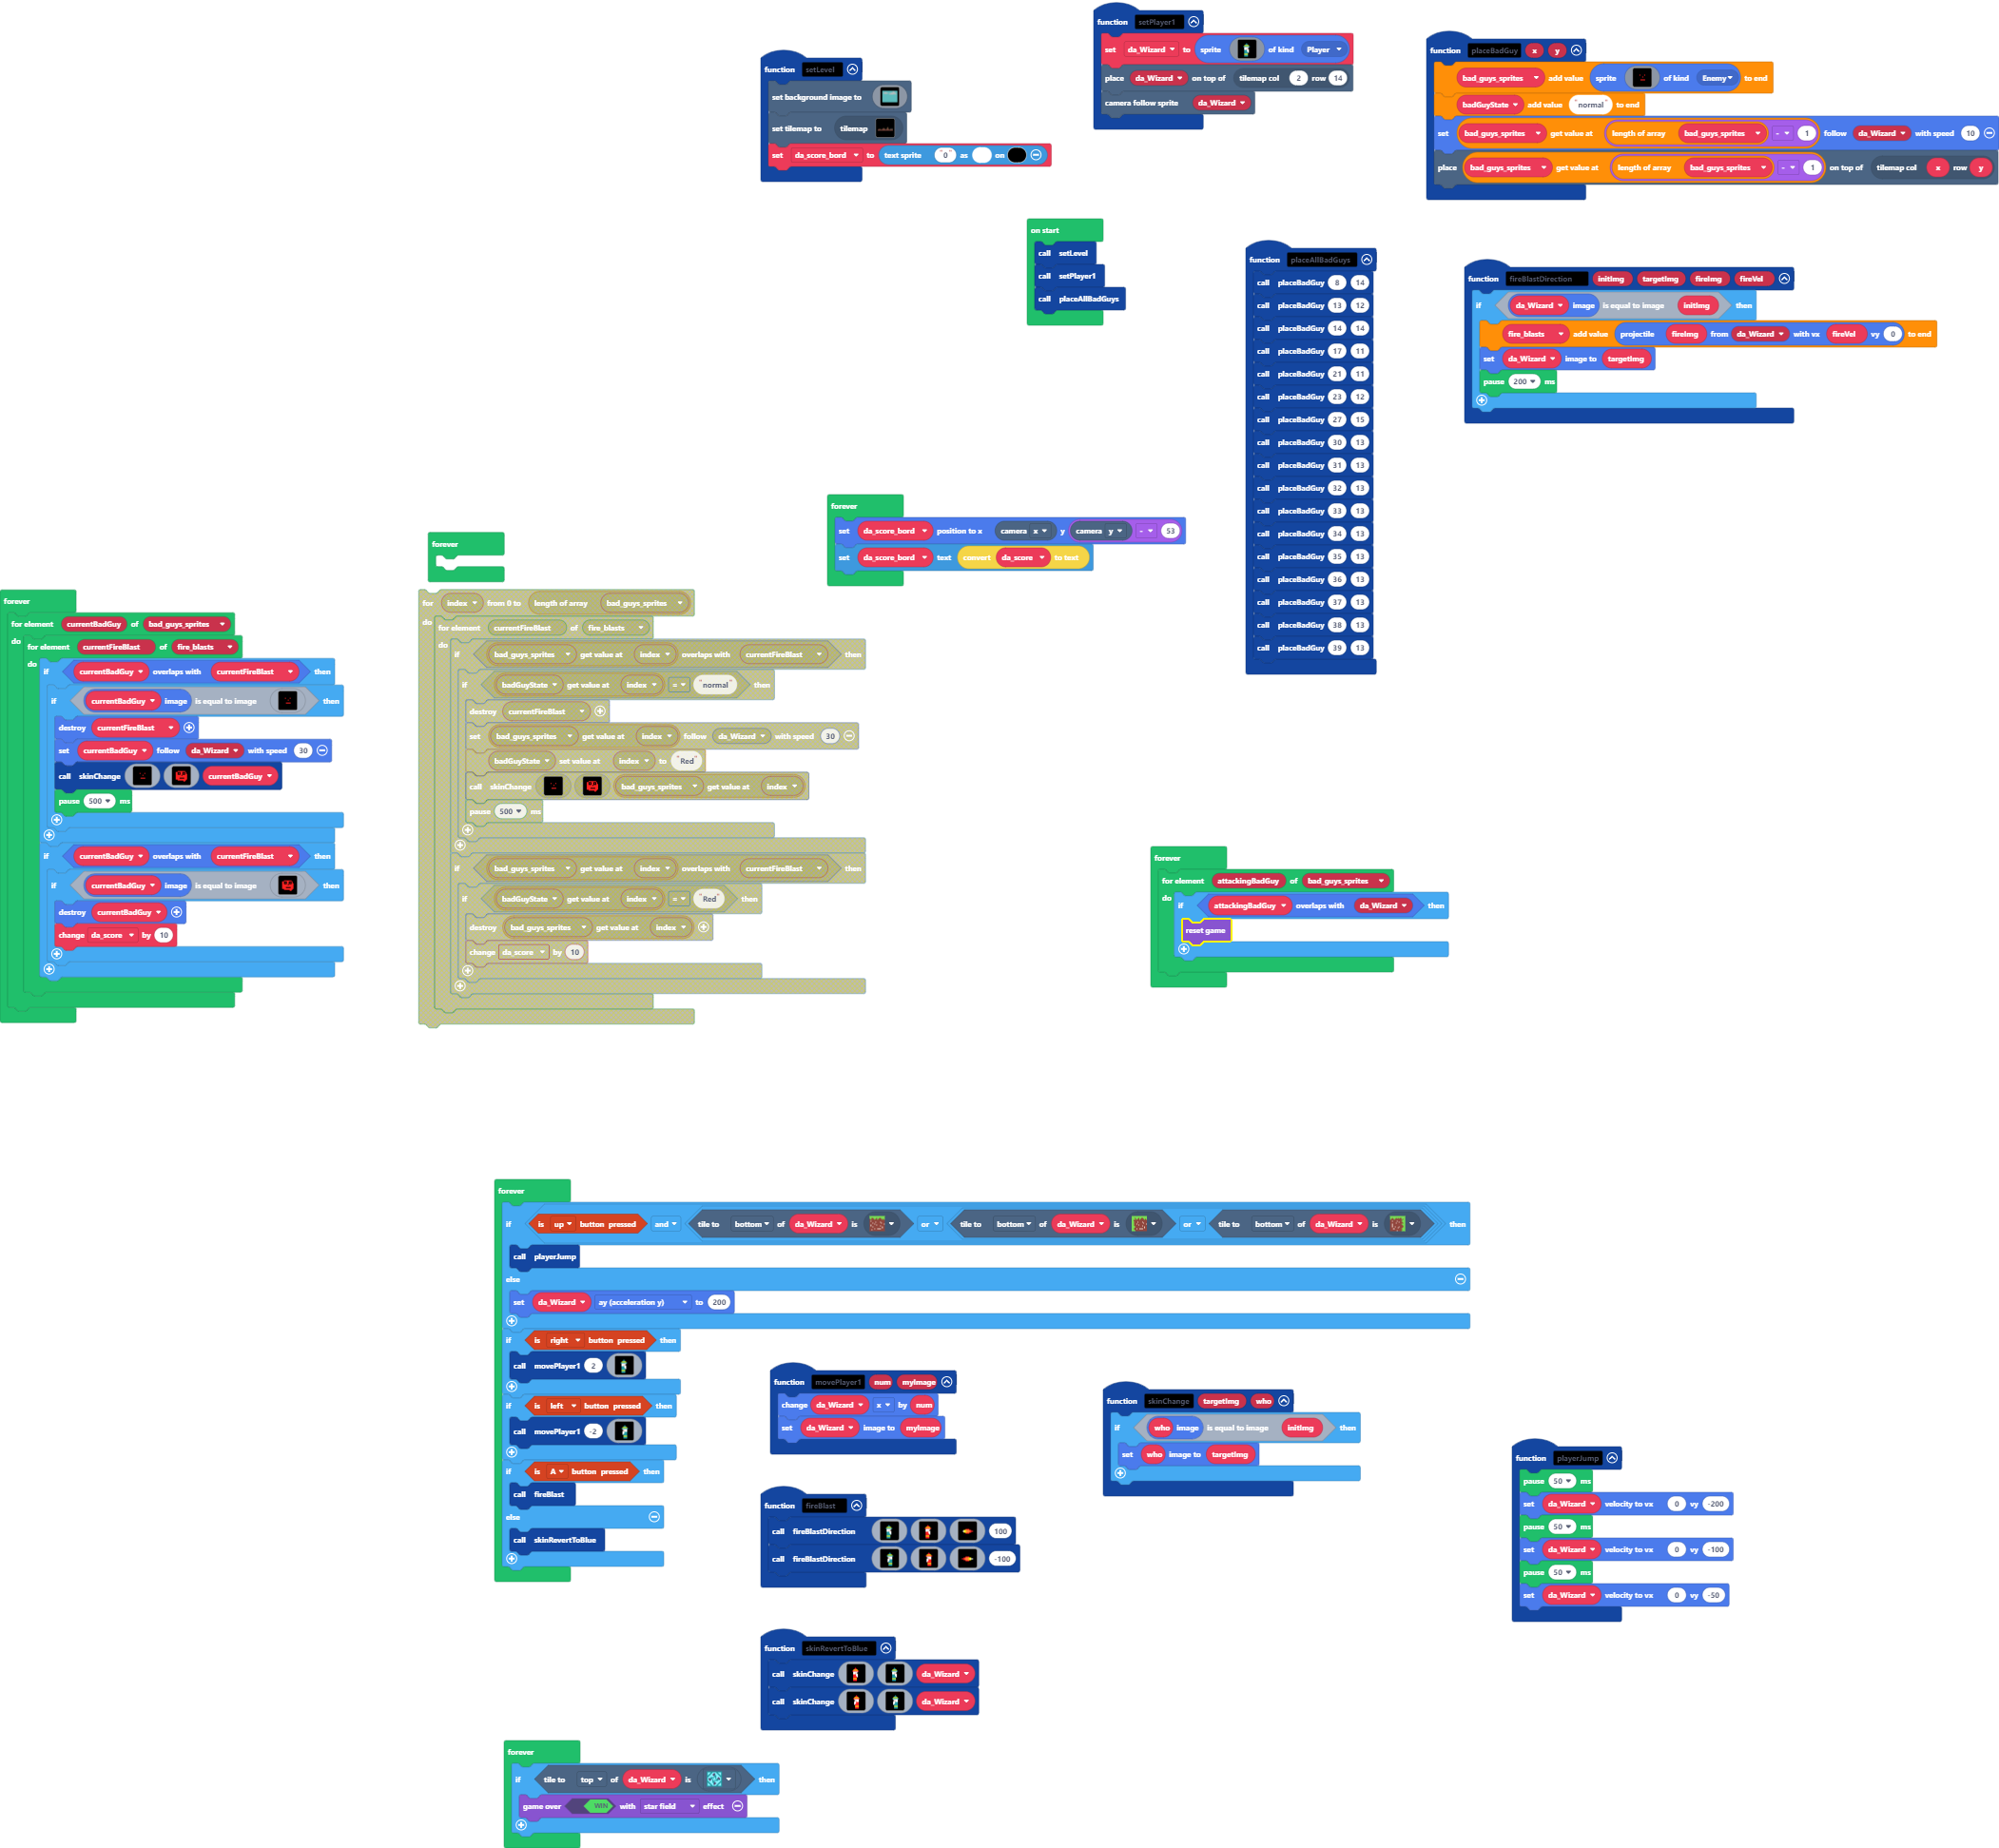 function setPlayer1
set da_Wizard to sprite of kind Player
place da_Wizard on top of tilemap col 2 row 14
camera follow sprite da_Wizard
function placeBadGuy x y
bad_guys_sprites add value sprite of kind Enemy to end
badGuyState add value "normal" to end
set bad_guys_sprites get value at length of array bad_guys_sprites - 1 follow da_Wizard with speed 10
place bad_guys_sprites get value at length of array bad_guys_sprites - 1 on top of tilemap col x row y
function setLevel
set background image to
set tilemap to tilemap
set da_score_bord to text sprite "0" as on
on start
call setLevel
call setPlayer1
call placeAllBadGuys
function placeAllBadGuys
call placeBadGuy 8 14
call placeBadGuy 13 12
call placeBadGuy 14 14
call placeBadGuy 17 11
call placeBadGuy 21 11
call placeBadGuy 23 12
call placeBadGuy 27 15
call placeBadGuy 30 13
call placeBadGuy 31 13
call placeBadGuy 32 13
call placeBadGuy 33 13
call placeBadGuy 34 13
call placeBadGuy 35 13
call placeBadGuy 36 13
call placeBadGuy 37 13
call placeBadGuy 38 13
call placeBadGuy 39 13
function fireBlastDirection initImg targetImg fireImg fireVel
if da_Wizard image is equal to image initImg then
fire_blasts add value projectile fireImg from da_Wizard with vx fireVel vy 0 to end
set da_Wizard image to targetImg
pause 200 ms
forever
set da_score_bord position to x camera x y camera y - 53
set da_score_bord text convert da_score to text
forever
forever
for element currentBadGuy of bad_guys_sprites
do for element currentFireBlast of fire_blasts
do if currentBadGuy overlaps with currentFireBlast then
if currentBadGuy image is equal to image then
destroy currentFireBlast
set currentBadGuy follow da_Wizard with speed 30
call skinChange currentBadGuy
pause 500 ms
if currentBadGuy overlaps with currentFireBlast then
if currentBadGuy image is equal to image then
destroy currentBadGuy
change da_score by 10
for index from 0 to length of array bad_guys_sprites
do for element currentFireBlast of fire_blasts
do if bad_guys_sprites get value at index overlaps with currentFireBlast then
if badGuyState get value at index = "normal" then
destroy currentFireBlast
set bad_guys_sprites get value at index follow da_Wizard with speed 30
badGuyState set value at index to "Red"
call skinChange bad_guys_sprites get value at index
pause 500 ms
if bad_guys_sprites get value at index overlaps with currentFireBlast then
if badGuyState get value at index = "Red" then
destroy bad_guys_sprites get value at index
change da_score by 10
forever
for element attackingBadGuy of bad_guys_sprites
do if attackingBadGuy overlaps with da_Wizard then
reset game
forever
if is up button pressed and tile to bottom of da_Wizard is or tile to bottom of da_Wizard is or tile to bottom of da_Wizard is then
call playerJump
else
set da_Wizard ay (acceleration y) to 200
if is right button pressed then
call movePlayer1 2
if is left button pressed then
call movePlayer1 -2
if is A button pressed then
call fireBlast
else
call skinRevertToBlue
function movePlayer1 num myImage
change da_Wizard x by num
set da_Wizard image to myImage
function skinChange targetImg who
if who image is equal to image initImg then
set who image to targetImg
function playerJump
pause 50 ms
set da_Wizard velocity to vx 0 vy -200
pause 50 ms
set da_Wizard velocity to vx 0 vy -100
pause 50 ms
set da_Wizard velocity to vx 0 vy -50
function fireBlast
call fireBlastDirection 100
call fireBlastDirection -100
function skinRevertToBlue
call skinChange da_Wizard
call skinChange da_Wizard
forever
if tile to top of da_Wizard is then
game over WIN with star field effect